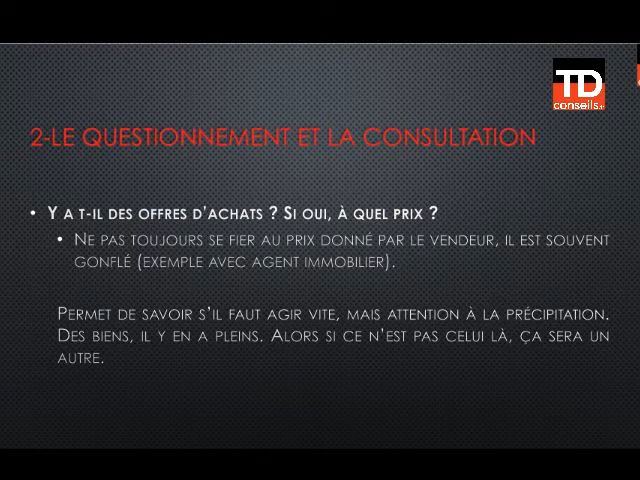 TD
conseils.fr
2-LE QUESTIONNEMENT ET LA CONSULTATION
• Y A T-IL DES OFFRES D'ACHATS ? SI OUI, À QUEL PRIX ?
• NE PAS TOUJOURS SE FIER AU PRIX DONNÉ PAR LE VENDEUR, IL EST SOUVENT
GONFLÉ (EXEMPLE AVEC AGENT IMMOBILIER).
PERMET DE SAVOIR S'IL FAUT AGIR VITE, MAIS ATTENTION À LA PRÉCIPITATION.
DES BIENS, IL Y EN A PLEINS. ALORS SI CE N'EST PAS CELUI LÀ, ÇA SERA UN
AUTRE.